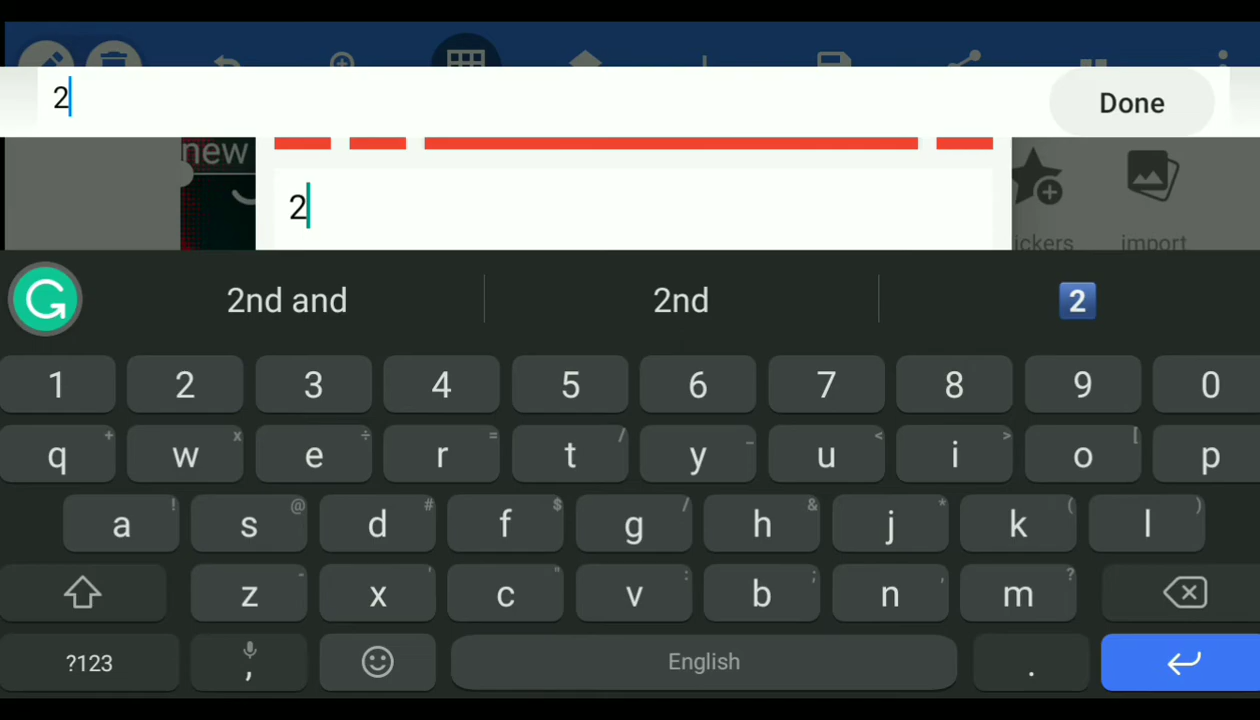 2
Done
new
2
ickers
import
2nd and
2nd
2
1 2 3 4 5 6 7 8 9 0
q + w x e ÷ r = t / y _ u < i > o [ p
a ! s @ d # f $ g / h & j * k ( l )
z - x ' c " v : b ; n , m ?
?123 , English .